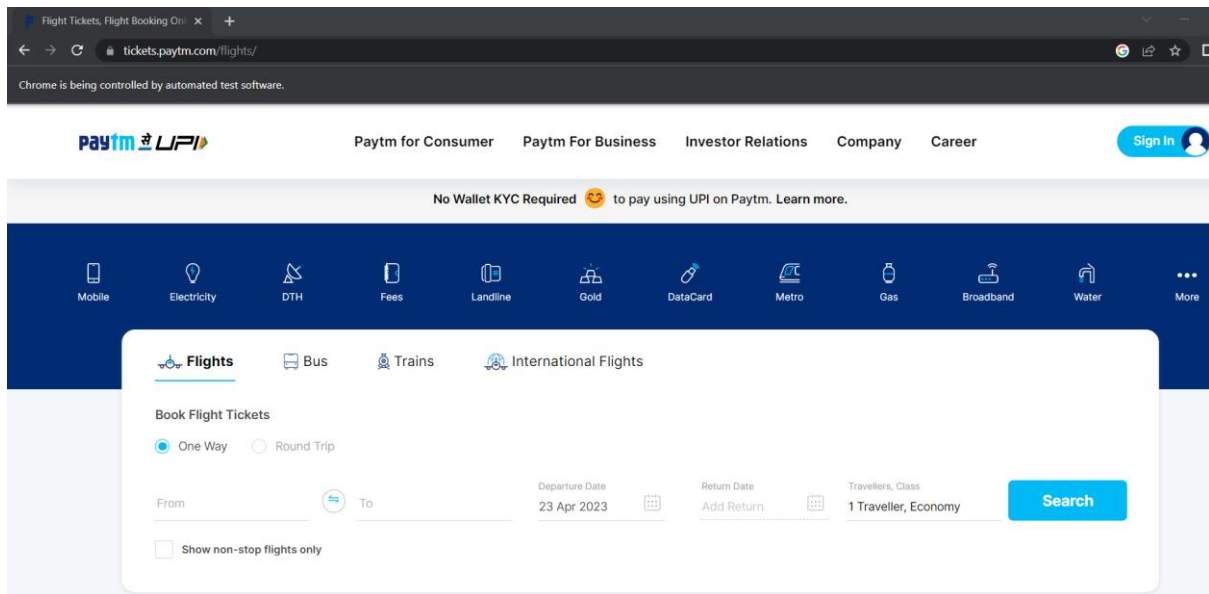 Flight Tickets, Flight Booking Onl
tickets.paytm.com/flights/
Chrome is being controlled by automated test software.
paytm से UPI
Paytm for Consumer Paytm For Business Investor Relations Company Career Sign In
No Wallet KYC Required to pay using UPI on Paytm. Learn more.
Mobile Electricity DTH Fees Landline Gold DataCard Metro Gas Broadband Water More
Flights Bus Trains International Flights
Book Flight Tickets
One Way Round Trip
Departure Date Return Date Travellers, Class
From To 23 Apr 2023 Add Return 1 Traveller, Economy Search
Show non-stop flights only